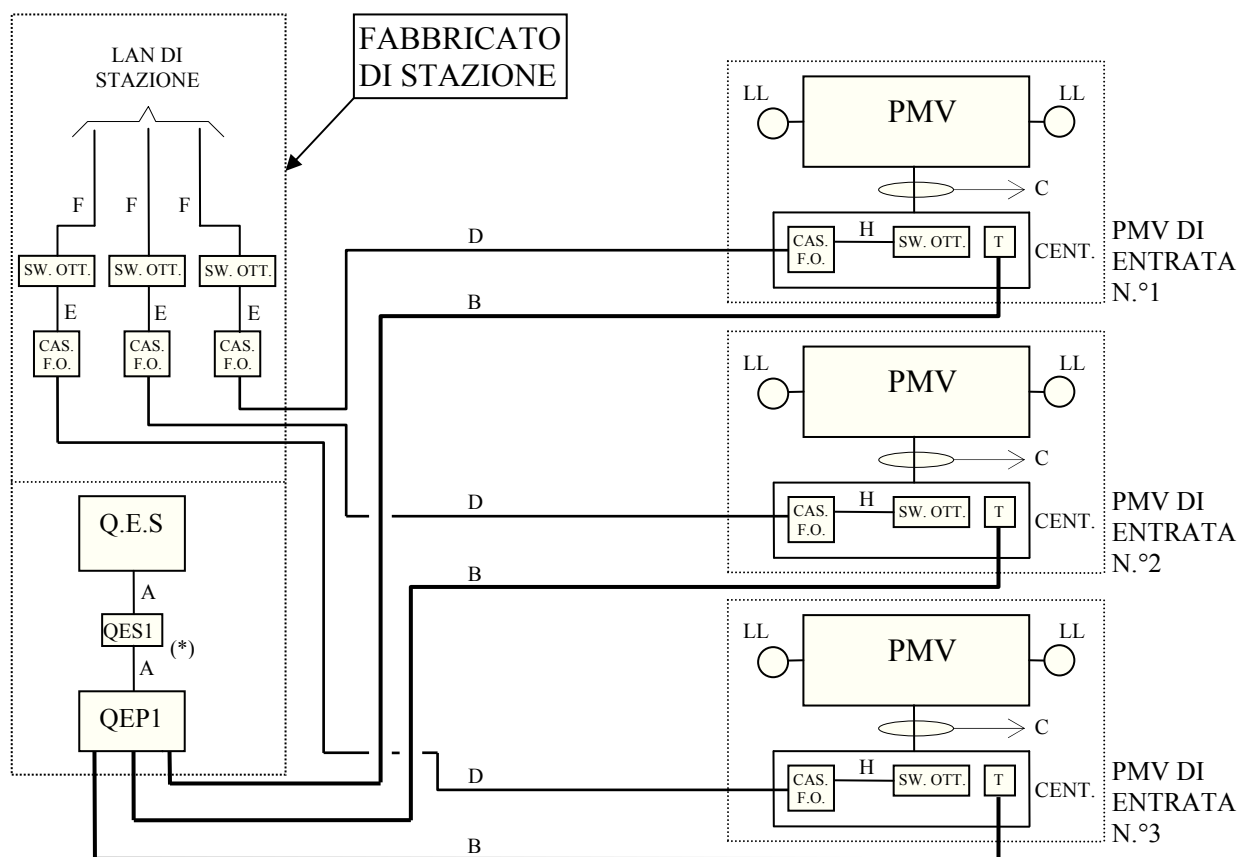 FABBRICATO
DI STAZIONE
LAN DI
STAZIONE
F
F
F
SW. OTT.
SW. OTT.
SW. OTT.
E
E
E
CAS.
F.O.
CAS.
F.O.
CAS.
F.O.
Q.E.S
A
QES1
(*)
A
QEP1
D
B
D
B
D
B
LL
PMV
LL
C
CAS.
F.O.
H
SW. OTT.
T
CENT.
PMV DI
ENTRATA
N.°1
LL
PMV
LL
C
CAS.
F.O.
H
SW. OTT.
T
CENT.
PMV DI
ENTRATA
N.°2
LL
PMV
LL
C
CAS.
F.O.
H
SW. OTT.
T
CENT.
PMV DI
ENTRATA
N.°3